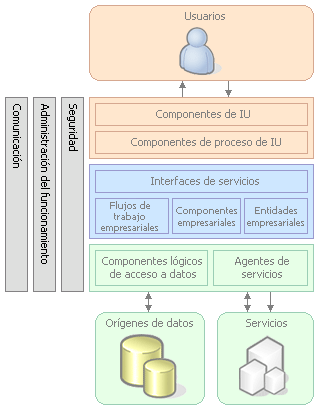 Usuarios
Comunicación
Administración del funcionamiento
Seguridad
Componentes de IU
Componentes de proceso de IU
Interfaces de servicios
Flujos de
trabajo
empresariales
Componentes
empresariales
Entidades
empresariales
Componentes lógicos
de acceso a datos
Agentes de
servicios
Orígenes de datos
Servicios